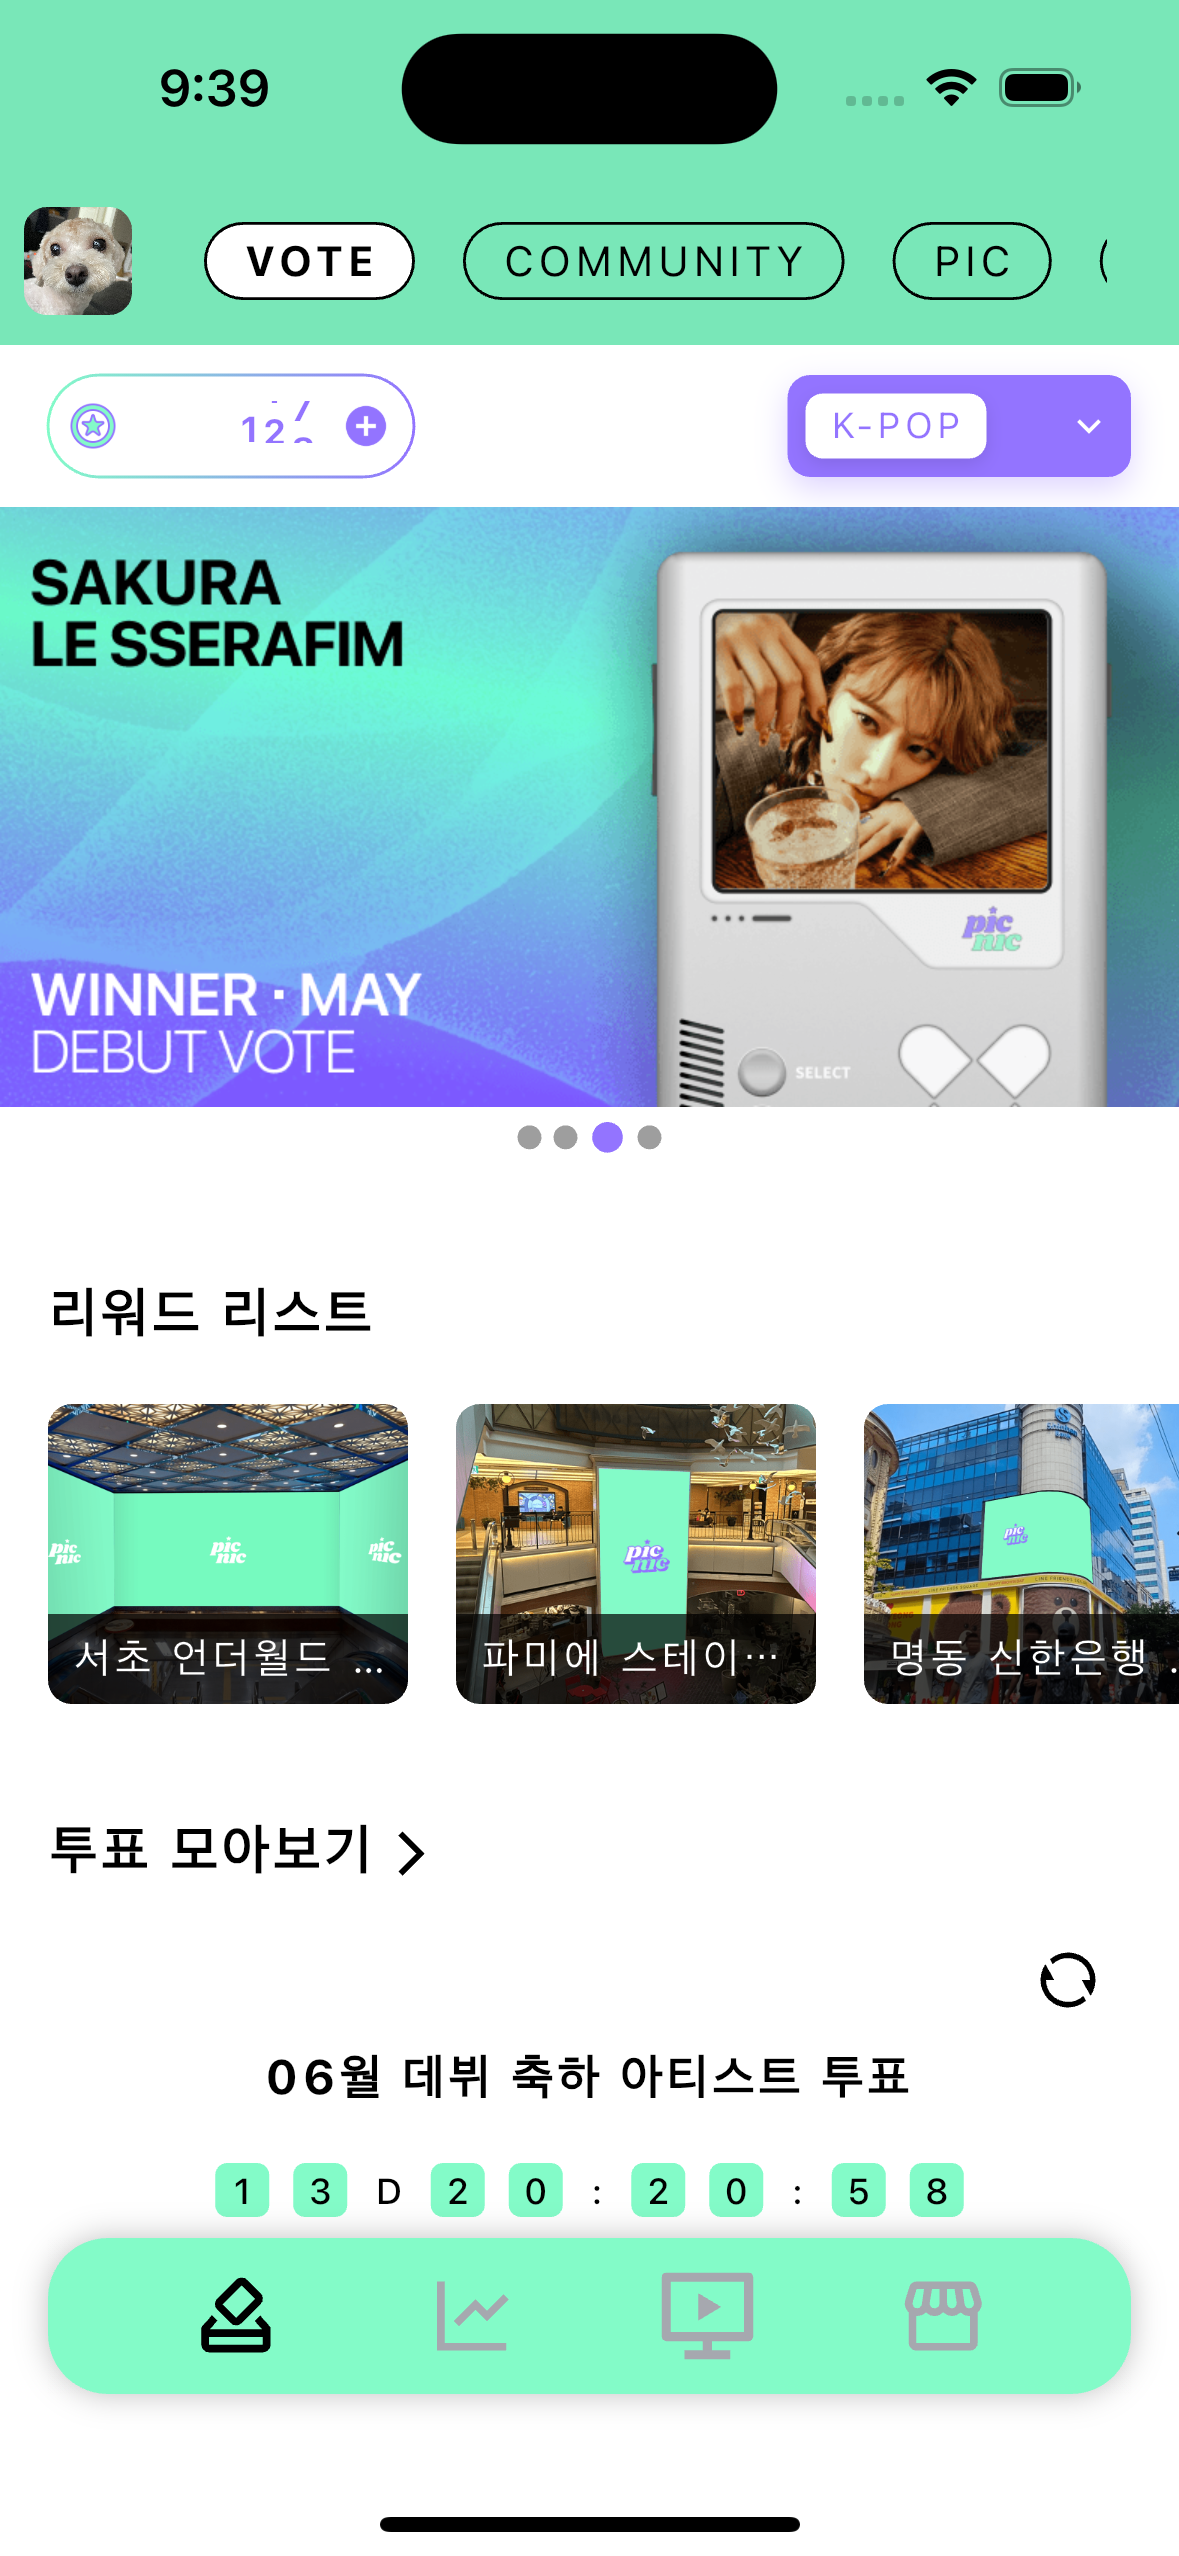 9:39
VOTE
COMMUNITY
PIC
K-POP
SAKURA
LE SSERAFIM
pic
nic
SELECT
WINNER · MAY
DEBUT VOTE
리워드 리스트
pic
nic
pic
nic
pic
nic
pic
nic
pic
nic
서초 언더월드 ...
파미에 스테이...
명동 신한은행 .
투표 모아보기
06월 데뷔 축하 아티스트 투표
1 3 D 2 0 : 2 0 : 5 8